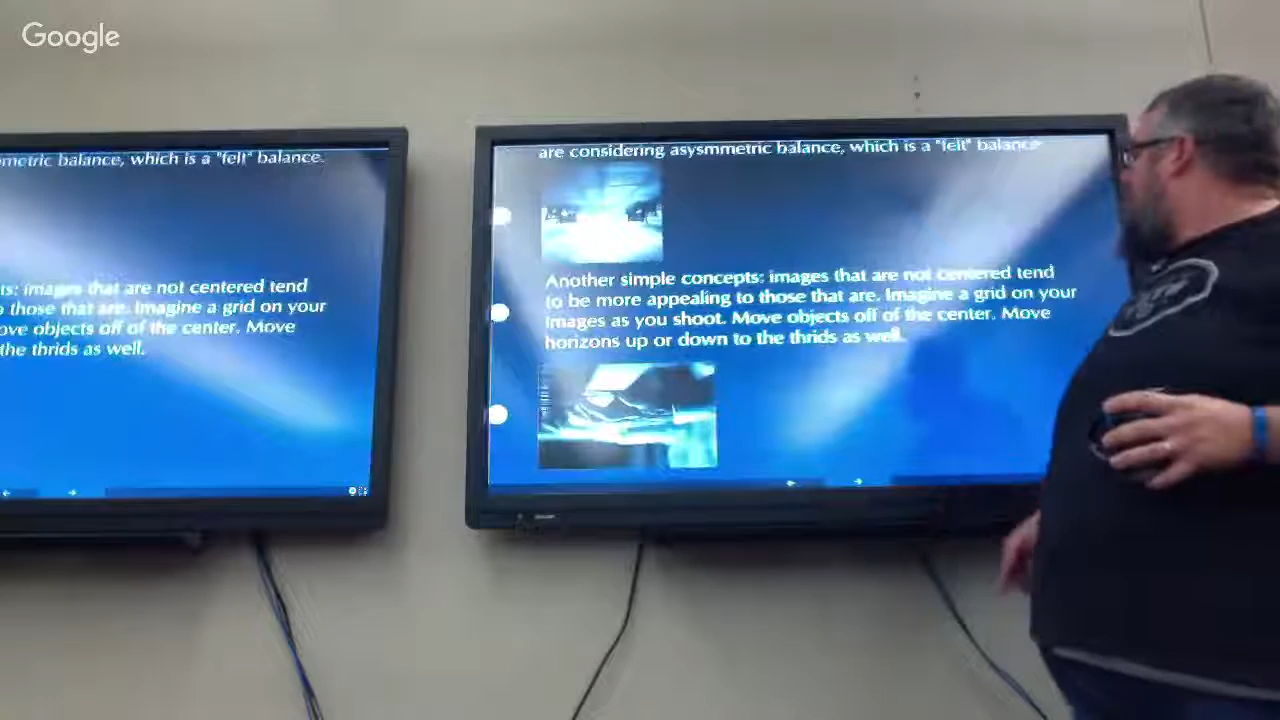 Google
metric balance, which is a "felt" balance.
ts: images that are not centered tend
o those that are. Imagine a grid on your
ove objects off of the center. Move
the thrids as well.
are considering asysmmetric balance, which is a "felt" balance
Another simple concepts: images that are not centered tend
to be more appealing to those that are. Imagine a grid on your
images as you shoot. Move objects off of the center. Move
horizons up or down to the thrids as well.